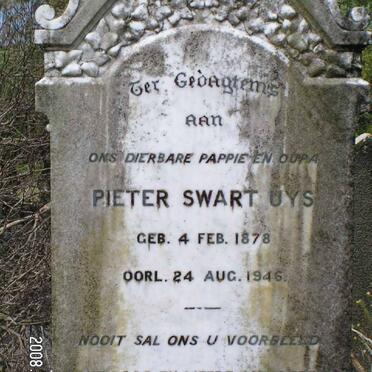 Ter Gedagtenis
aan
ONS DIERBARE PAPPIE EN OUPA
PIETER SWART UYS
GEB. 4 FEB. 1878
OORL. 24 AUG. 1946.
NOOIT SAL ONS U VOORBEELD
2008